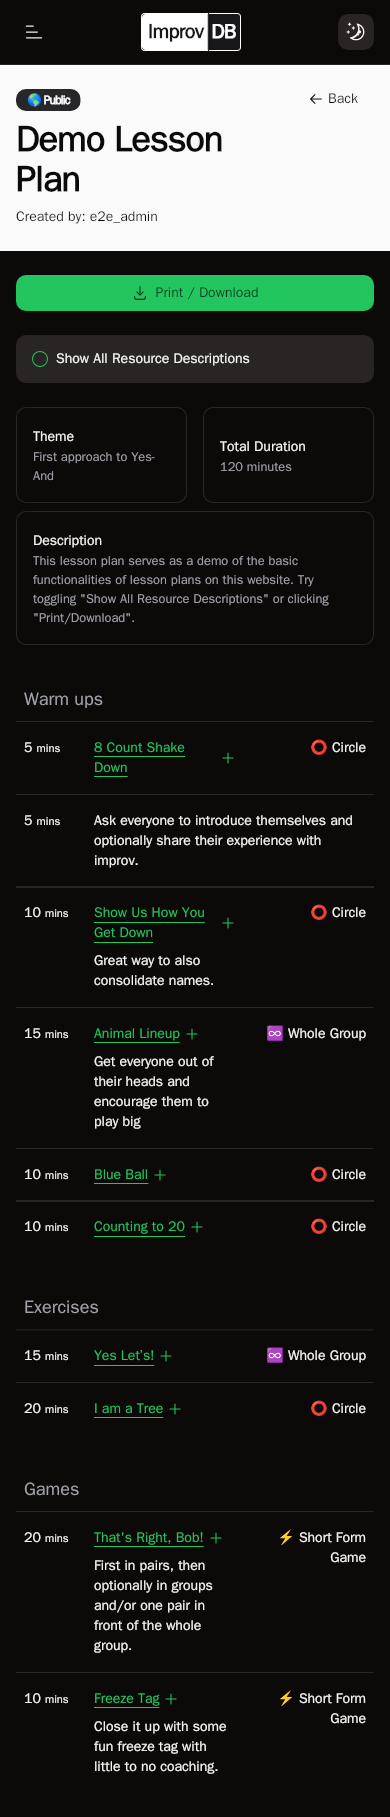 Improv DB
🌎 Public
← Back
Demo Lesson
Plan
Created by: e2e_admin
Print / Download
Show All Resource Descriptions
Theme
First approach to Yes-
And
Total Duration
120 minutes
Description
This lesson plan serves as a demo of the basic
functionalities of lesson plans on this website. Try
toggling "Show All Resource Descriptions" or clicking
"Print/Download".
Warm ups
5 mins 8 Count Shake + ⭕ Circle
Down
5 mins Ask everyone to introduce themselves and
optionally share their experience with
improv.
10 mins Show Us How You + ⭕ Circle
Get Down
Great way to also
consolidate names.
15 mins Animal Lineup + ♾️ Whole Group
Get everyone out of
their heads and
encourage them to
play big
10 mins Blue Ball + ⭕ Circle
10 mins Counting to 20 + ⭕ Circle
Exercises
15 mins Yes Let's! + ♾️ Whole Group
20 mins I am a Tree + ⭕ Circle
Games
20 mins That's Right, Bob! + ⚡ Short Form
Game
First in pairs, then
optionally in groups
and/or one pair in
front of the whole
group.
10 mins Freeze Tag + ⚡ Short Form
Game
Close it up with some
fun freeze tag with
little to no coaching.